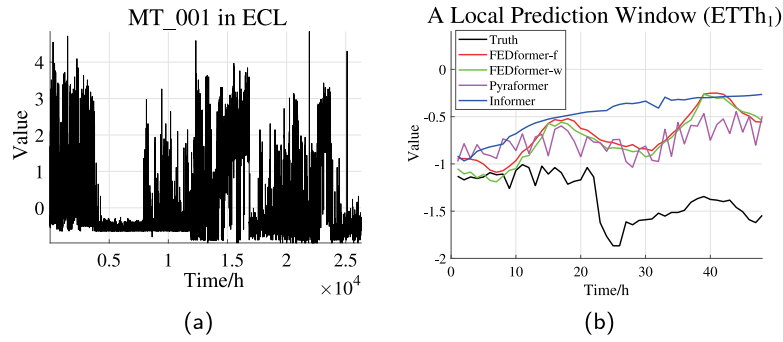 MT_001 in ECL
Value
4
3
2
1
0
0.5
1
1.5
2
2.5
Time/h
×10⁴
(a)
A Local Prediction Window (ETTh₁)
Truth
FEDformer-f
FEDformer-w
Pyraformer
Informer
Value
0
-0.5
-1
-1.5
-2
0
10
20
30
40
Time/h
(b)